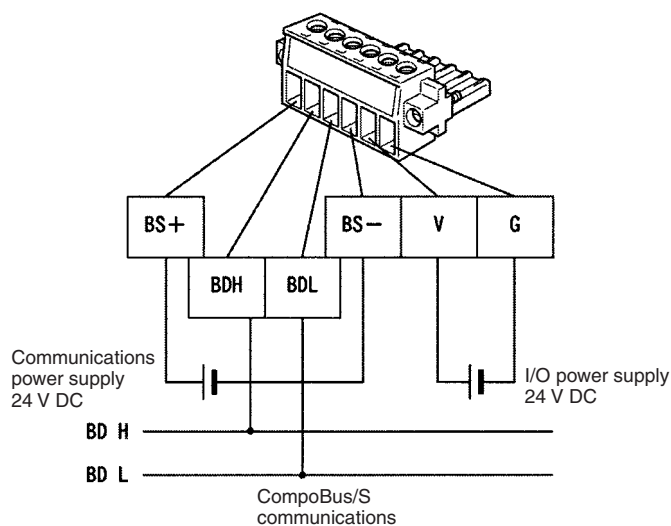 BS+
BS−
V
G
BDH
BDL
Communications
power supply
24 V DC
I/O power supply
24 V DC
BD H
BD L
CompoBus/S
communications